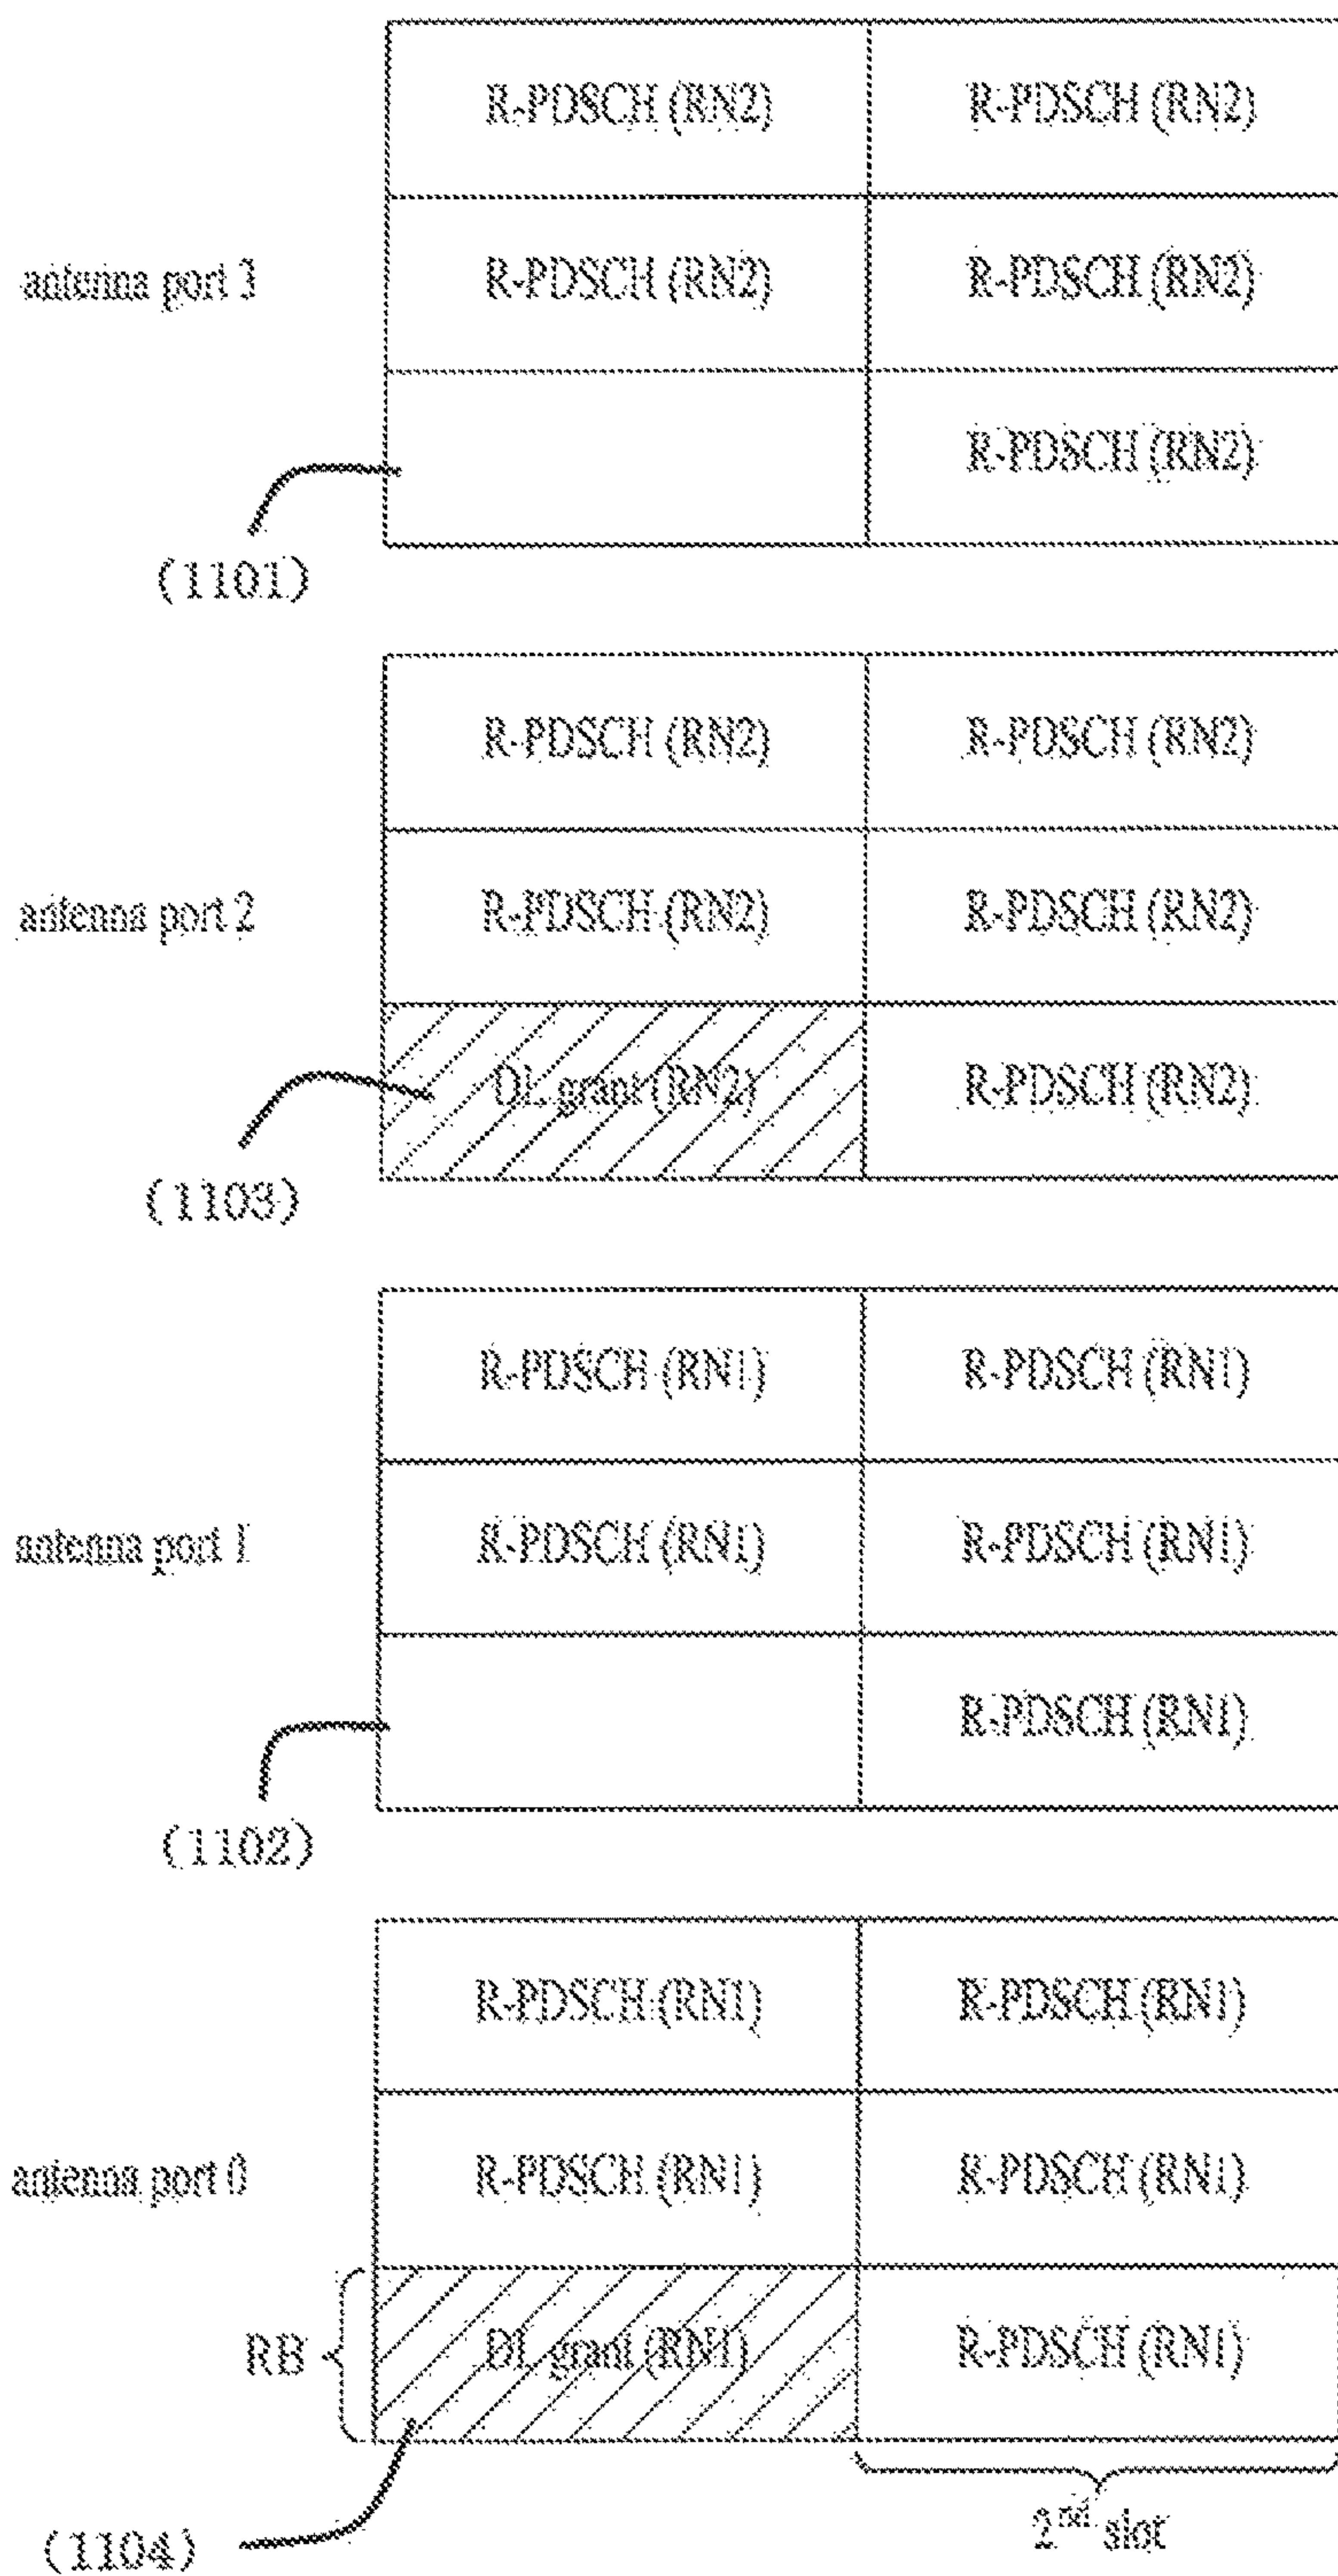 R-PDSCH (RN2) R-PDSCH (RN2)
antenna port 3 R-PDSCH (RN2) R-PDSCH (RN2)
R-PDSCH (RN2)
(1101)
R-PDSCH (RN2) R-PDSCH (RN2)
antenna port 2 R-PDSCH (RN2) R-PDSCH (RN2)
DL grant (RN2) R-PDSCH (RN2)
(1103)
R-PDSCH (RN1) R-PDSCH (RN1)
antenna port 1 R-PDSCH (RN1) R-PDSCH (RN1)
R-PDSCH (RN1)
(1102)
R-PDSCH (RN1) R-PDSCH (RN1)
antenna port 0 R-PDSCH (RN1) R-PDSCH (RN1)
RB DL grant (RN1) R-PDSCH (RN1)
2nd slot
(1104)